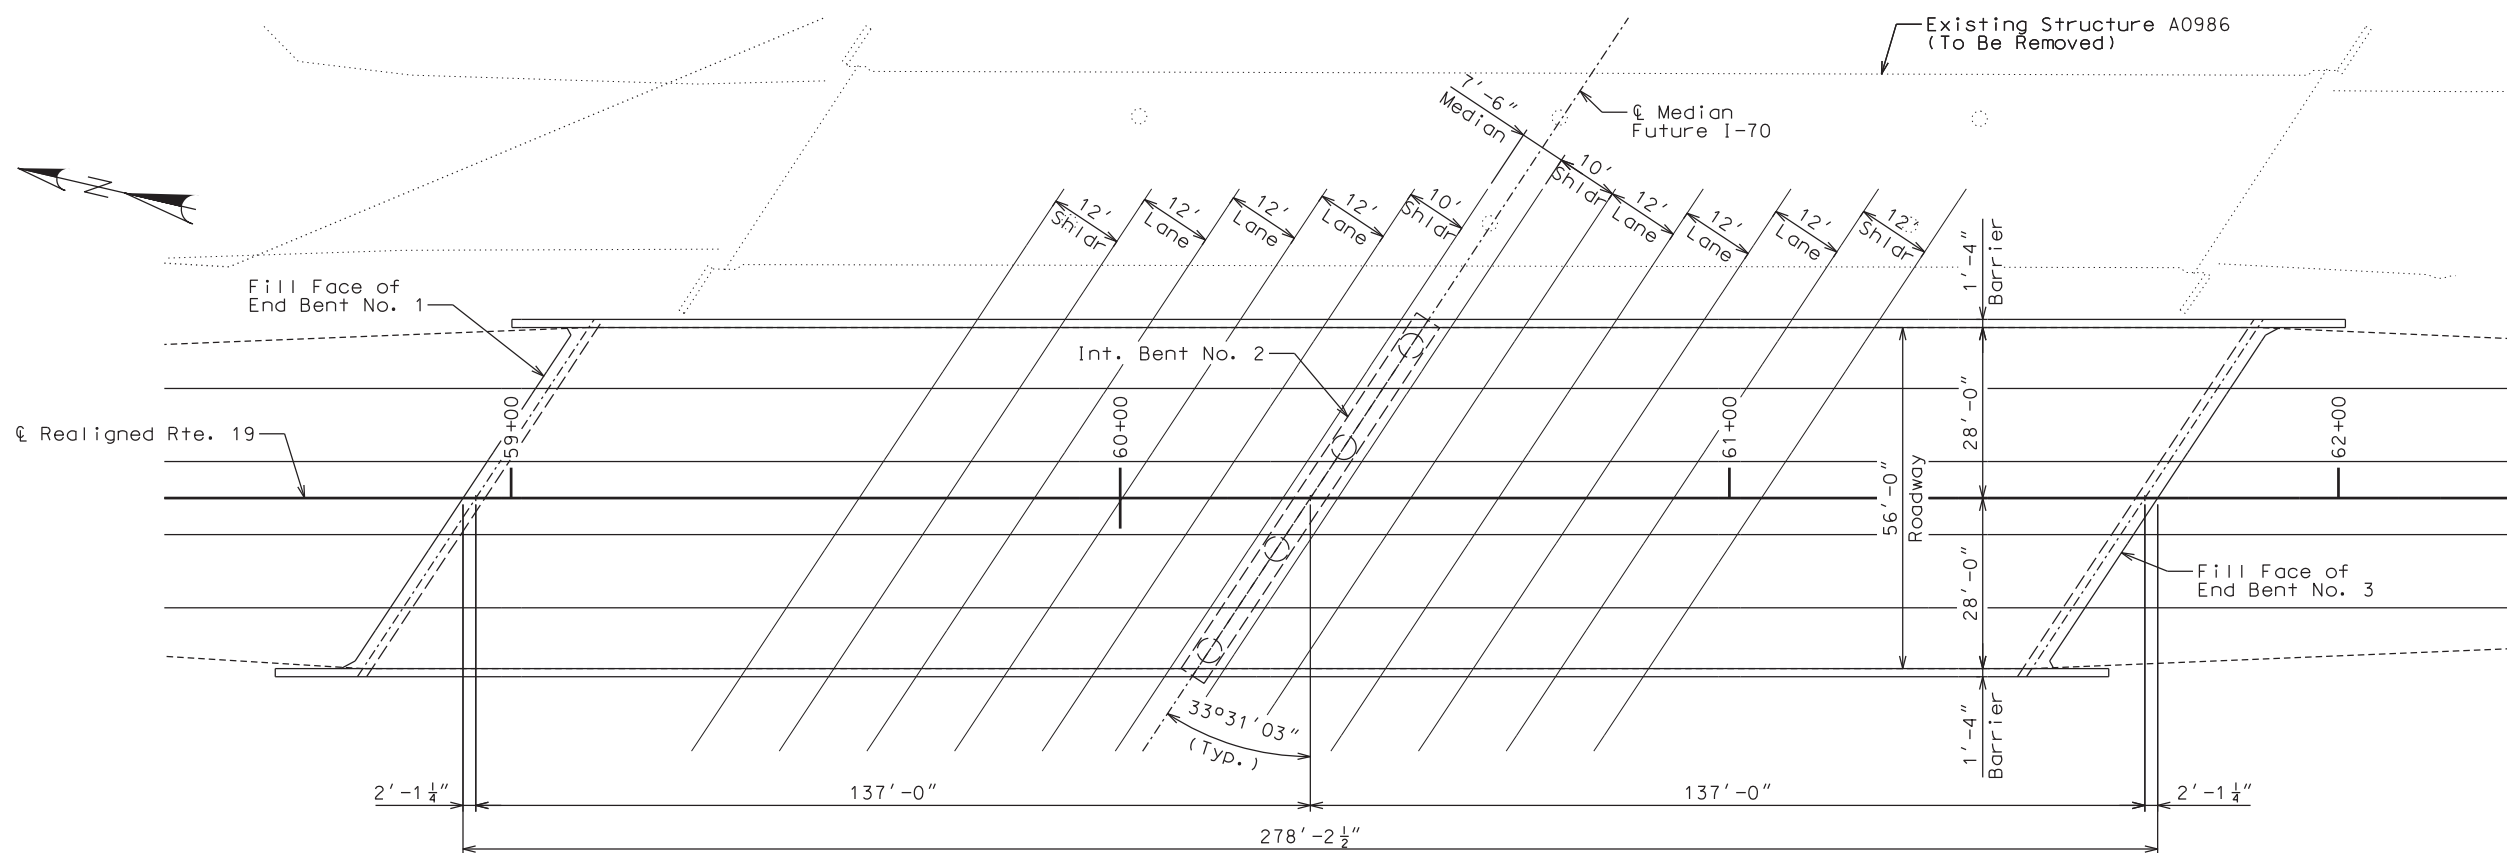 Existing Structure A0986
(To Be Removed)
7'-6"
Median
℄ Median
Future I-70
N
12'
Shldr
12'
Lane
12'
Lane
12'
Lane
10'
Shldr
10'
Shldr
12'
Lane
12'
Lane
12'
Lane
12'
Shldr
1'-4"
Barrier
Fill Face of
End Bent No. 1
Int. Bent No. 2
℄ Realigned Rte. 19
59+00
60+00
61+00
62+00
28'-0"
56'-0"
Roadway
28'-0"
Fill Face of
End Bent No. 3
33°31'03"
(Typ.)
1'-4"
Barrier
2'-1¼"
137'-0"
137'-0"
2'-1¼"
278'-2½"